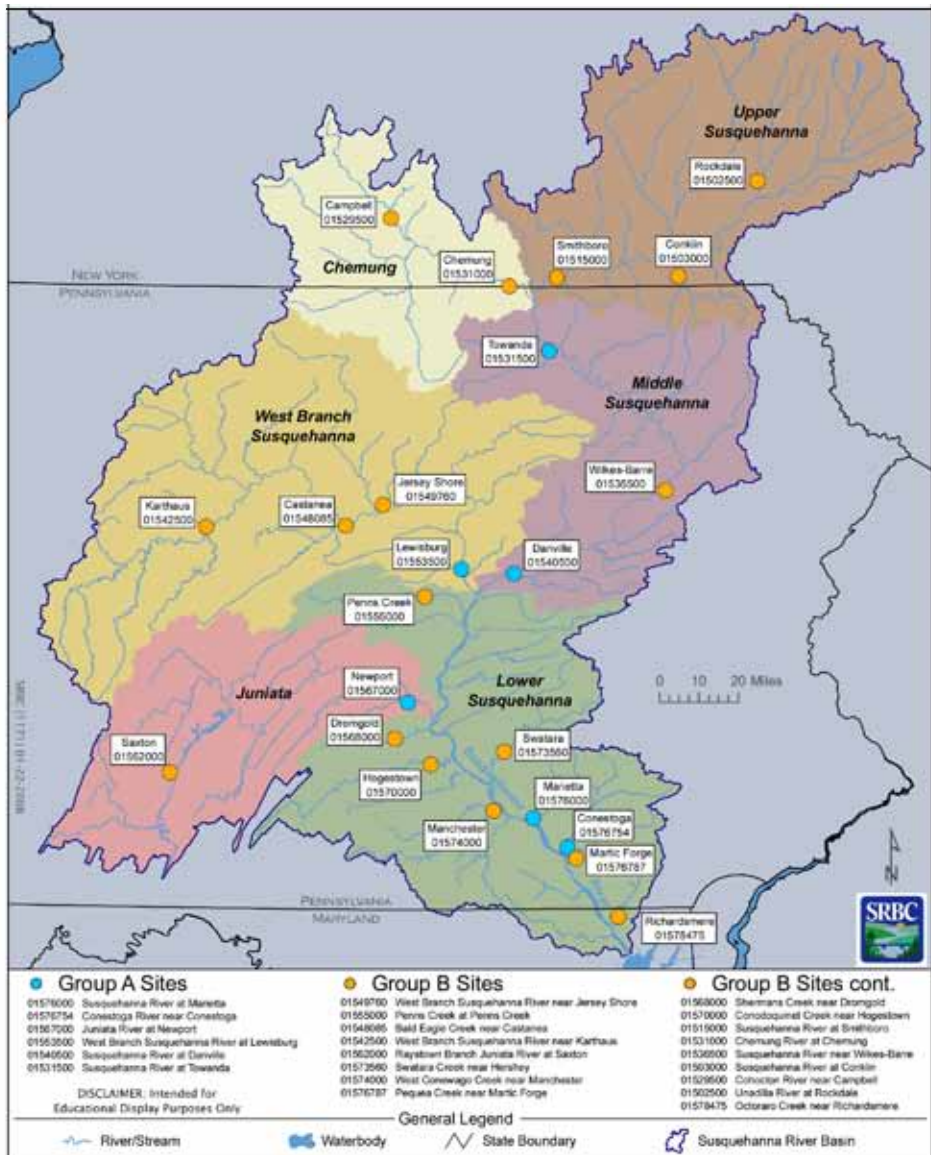 Upper
Susquehanna
Rockdale
01502500
Campbell
01529500
Chemung
Chemung
01531000
Smithboro
01515000
Conklin
01503000
NEW YORK
PENNSYLVANIA
Towanda
01531500
Middle
Susquehanna
West Branch
Susquehanna
Wilkes-Barre
01536500
Jersey Shore
01549760
Karthaus
01542500
Castanea
01548085
Lewisburg
01553500
Danville
01540500
Penns Creek
01555000
Juniata
Newport
01567000
Lower
Susquehanna
0 5 10 20 Miles
Dromgold
01568000
Saxton
01562000
Swatara
01573560
Hogestown
01570000
Marietta
01576000
Manchester
01574000
Conestoga
01576754
Martic Forge
01576787
N
PENNSYLVANIA
MARYLAND
Richardsmere
01578475
SRBC
Group A Sites
01576000 Susquehanna River at Marietta
01576754 Conestoga River near Conestoga
01567000 Juniata River at Newport
01553500 West Branch Susquehanna River at Lewisburg
01540500 Susquehanna River at Danville
01531500 Susquehanna River at Towanda
DISCLAIMER: Intended for
Educational Display Purposes Only
Group B Sites
01549760 West Branch Susquehanna River near Jersey Shore
01555000 Penns Creek at Penns Creek
01548085 Bald Eagle Creek near Castanea
01542500 West Branch Susquehanna River near Karthaus
01562000 Raystown Branch Juniata River at Saxton
01573560 Swatara Creek near Hershey
01574000 West Conewago Creek near Manchester
01576787 Pequea Creek near Martic Forge
Group B Sites cont.
01568000 Shermans Creek near Dromgold
01570000 Conodoquinet Creek near Hogestown
01515000 Susquehanna River at Smithboro
01531000 Chemung River at Chemung
01536500 Susquehanna River near Wilkes-Barre
01503000 Susquehanna River at Conklin
01529500 Cohocton River near Campbell
01502500 Unadilla River at Rockdale
01578475 Octoraro Creek near Richardsmere
General Legend
River/Stream
Waterbody
State Boundary
Susquehanna River Basin